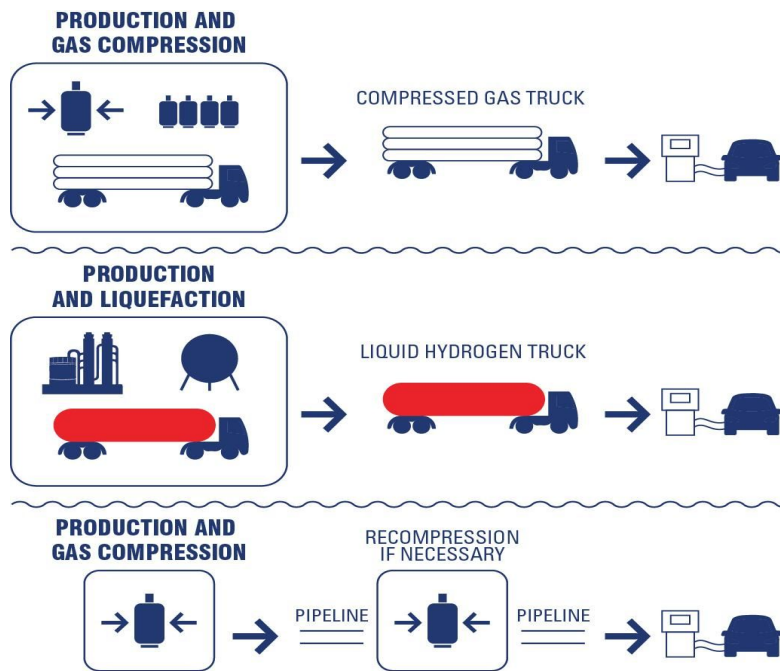 PRODUCTION AND
GAS COMPRESSION
COMPRESSED GAS TRUCK
PRODUCTION
AND LIQUEFACTION
LIQUID HYDROGEN TRUCK
PRODUCTION AND
GAS COMPRESSION
RECOMPRESSION
IF NECESSARY
PIPELINE
PIPELINE